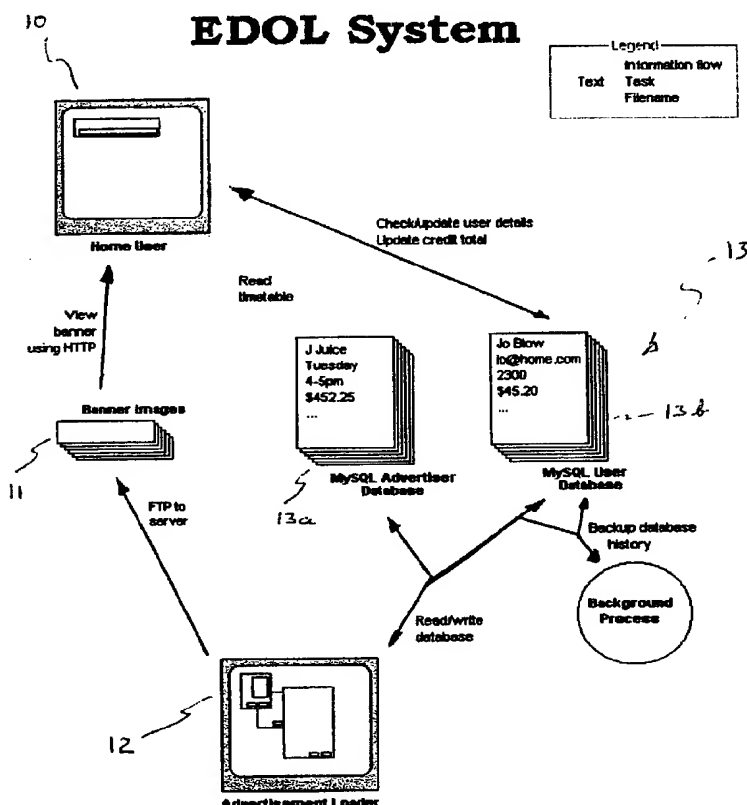 EDOL System
10
Legend
Information flow
Text Task
Filename
Home User
Check/update user details
Update credit total
13
Read
timetable
View
banner
using HTTP
J Juice
Tuesday
4-5pm
$452.25
...
Jo Blow
jo@home.com
2300
$45.20
...
13b
Banner images
11
MySQL Advertiser
Database
13a
MySQL User
Database
FTP to
server
Backup database
history
Read/write
database
Background
Process
12
Advertisement Loader